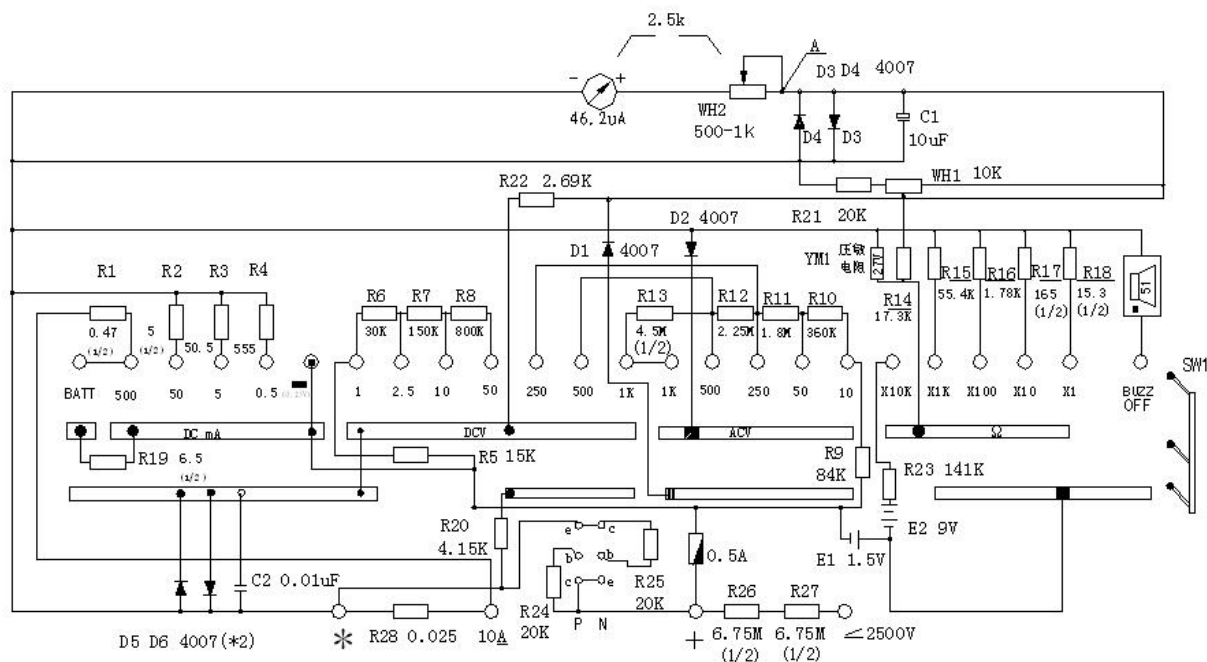 2.5k
A
D3 D4 4007
- +
46.2uA
WH2
500-1k
D4
D3
C1
10uF
R22 2.69K
WH1 10K
D2 4007
R21 20K
D1 4007
YM1
压敏
电阻
27V
R1
R2
R3
R4
R6
R7
R8
R13
R12
R11
R10
R14
R15
R16
R17
R18
51
0.47
(1/2)
5
(1/2)
50.5
555
30K
150K
800K
4.5M
(1/2)
2.25M
1.8M
360K
17.3K
55.4K
1.78K
165
(1/2)
15.3
(1/2)
SW1
BATT
500
50
5
0.5
1
2.5
10
50
250
500
1K
1K
500
250
50
10
X10K
X1K
X100
X10
X1
BUZZ
OFF
DC mA
DCV
ACV
Ω
R19 6.5
(1/2)
R5 15K
R9
84K
R23 141K
R20
4.15K
e
c
b
b
c
e
E2 9V
E1 1.5V
0.5A
C2 0.01uF
R25
20K
R24
20K
P N
R26
R27
D5 D6 4007(*2)
*
R28 0.025
10A
+
6.75M
(1/2)
6.75M
(1/2)
∠2500V